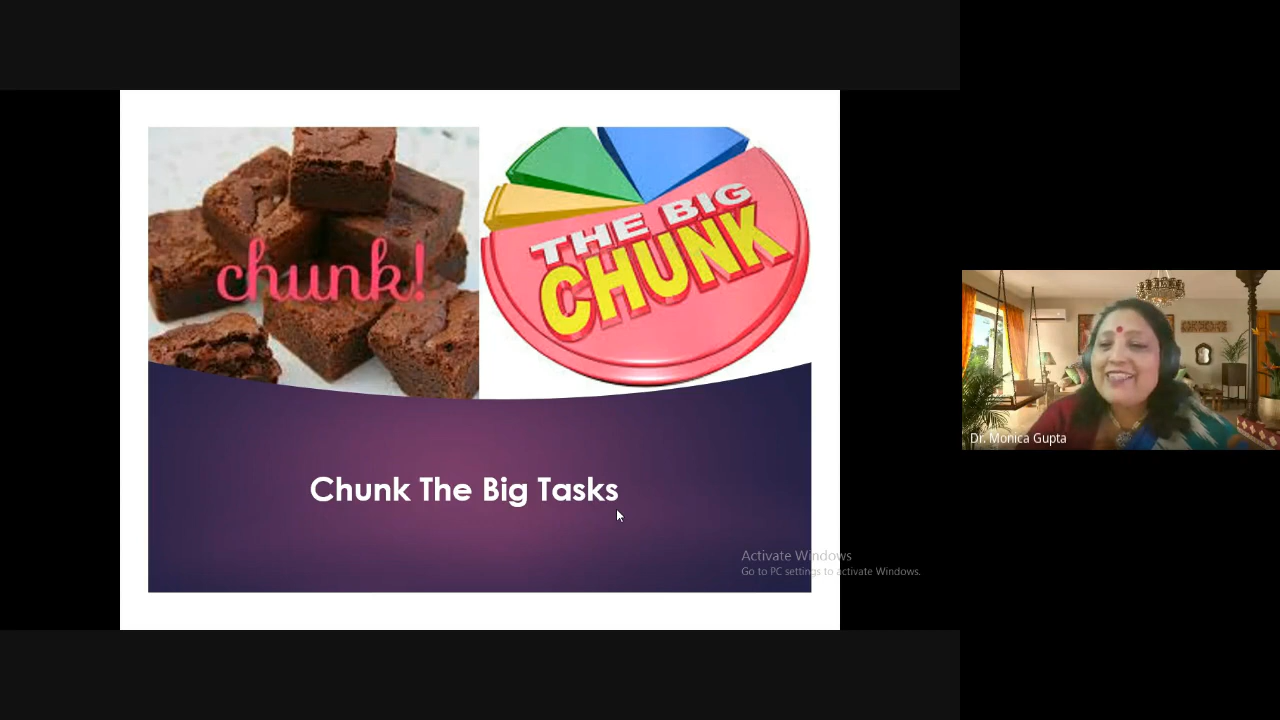 chunk!
THE BIG
CHUNK
Chunk The Big Tasks
Dr. Monica Gupta
Activate Windows
Go to PC settings to activate Windows.